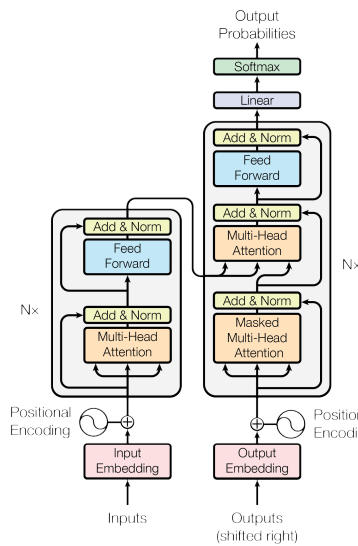 Output
Probabilities
Softmax
Linear
Add & Norm
Feed
Forward
Add & Norm
Multi-Head
Attention
Add & Norm
Masked
Multi-Head
Attention
N×
Add & Norm
Feed
Forward
Add & Norm
Multi-Head
Attention
N×
Positional
Encoding
Input
Embedding
Output
Embedding
Inputs
Outputs
(shifted right)